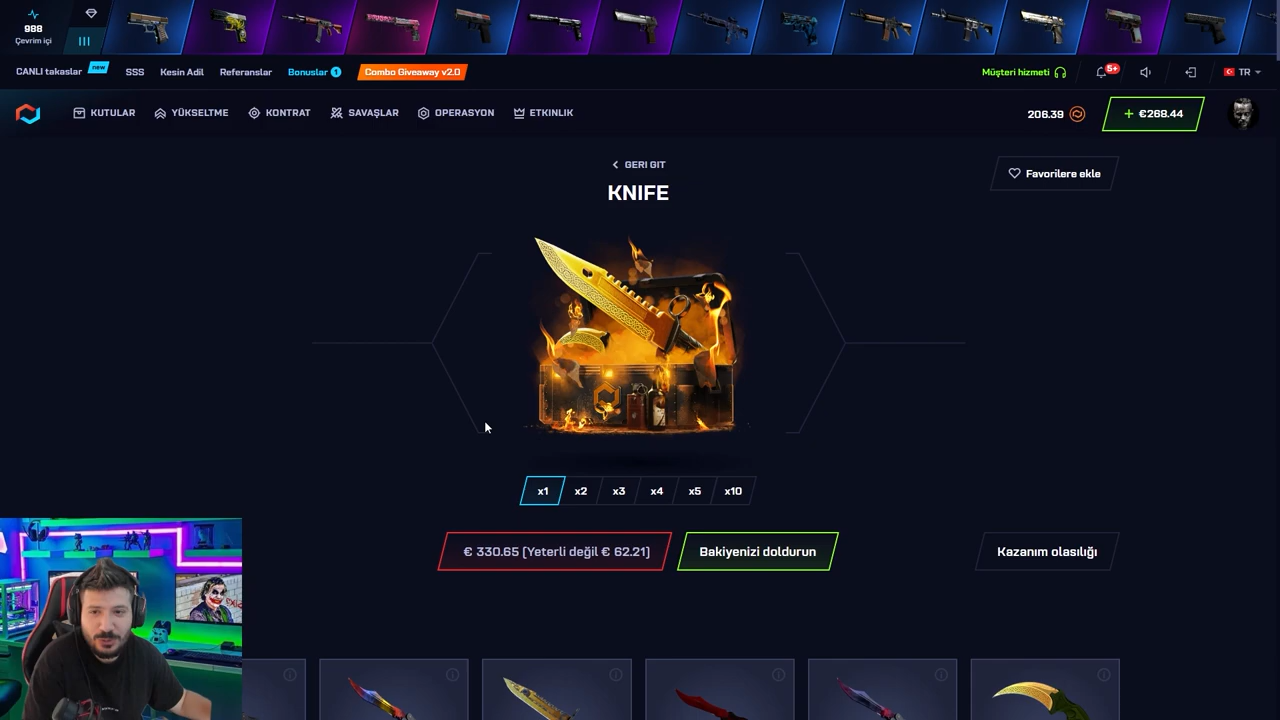 988
Çevrim içi
CANLI takaslar
new
SSS
Kesin Adil
Referanslar
Bonuslar 1
Combo Giveaway v2.0
Müşteri hizmeti
5+
TR
KUTULAR
YÜKSELTME
KONTRAT
SAVAŞLAR
OPERASYON
ETKINLIK
206.39
+ €268.44
GERI GIT
KNIFE
Favorilere ekle
x1
x2
x3
x4
x5
x10
€ 330.65 (Yeterli değil € 62.21)
Bakiyenizi doldurun
Kazanım olasılığı